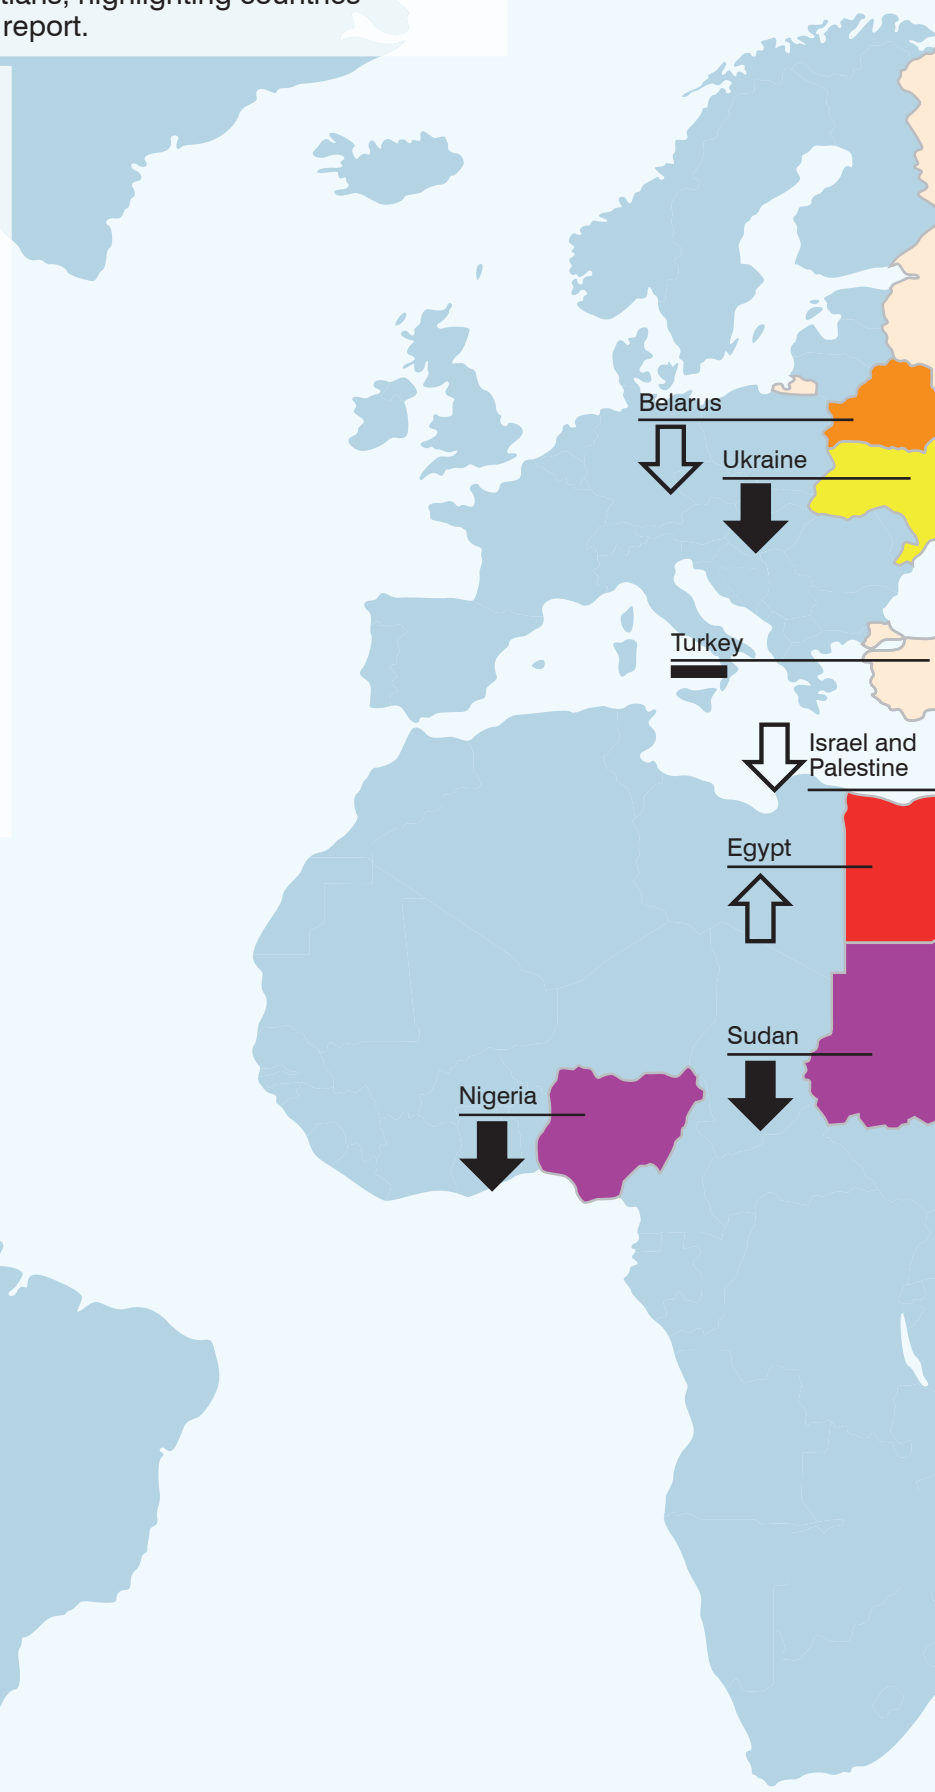 report.
Belarus
Ukraine
Turkey
Israel and
Palestine
Egypt
Sudan
Nigeria